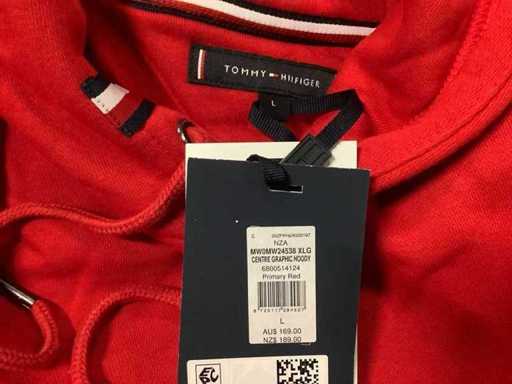 TOMMY HILFIGER
L
NZA
MW0MW24538 XLG
CENTRE GRAPHIC HOODY
6800514124
Primary Red
L
AU$ 169.00
NZ$ 189.00